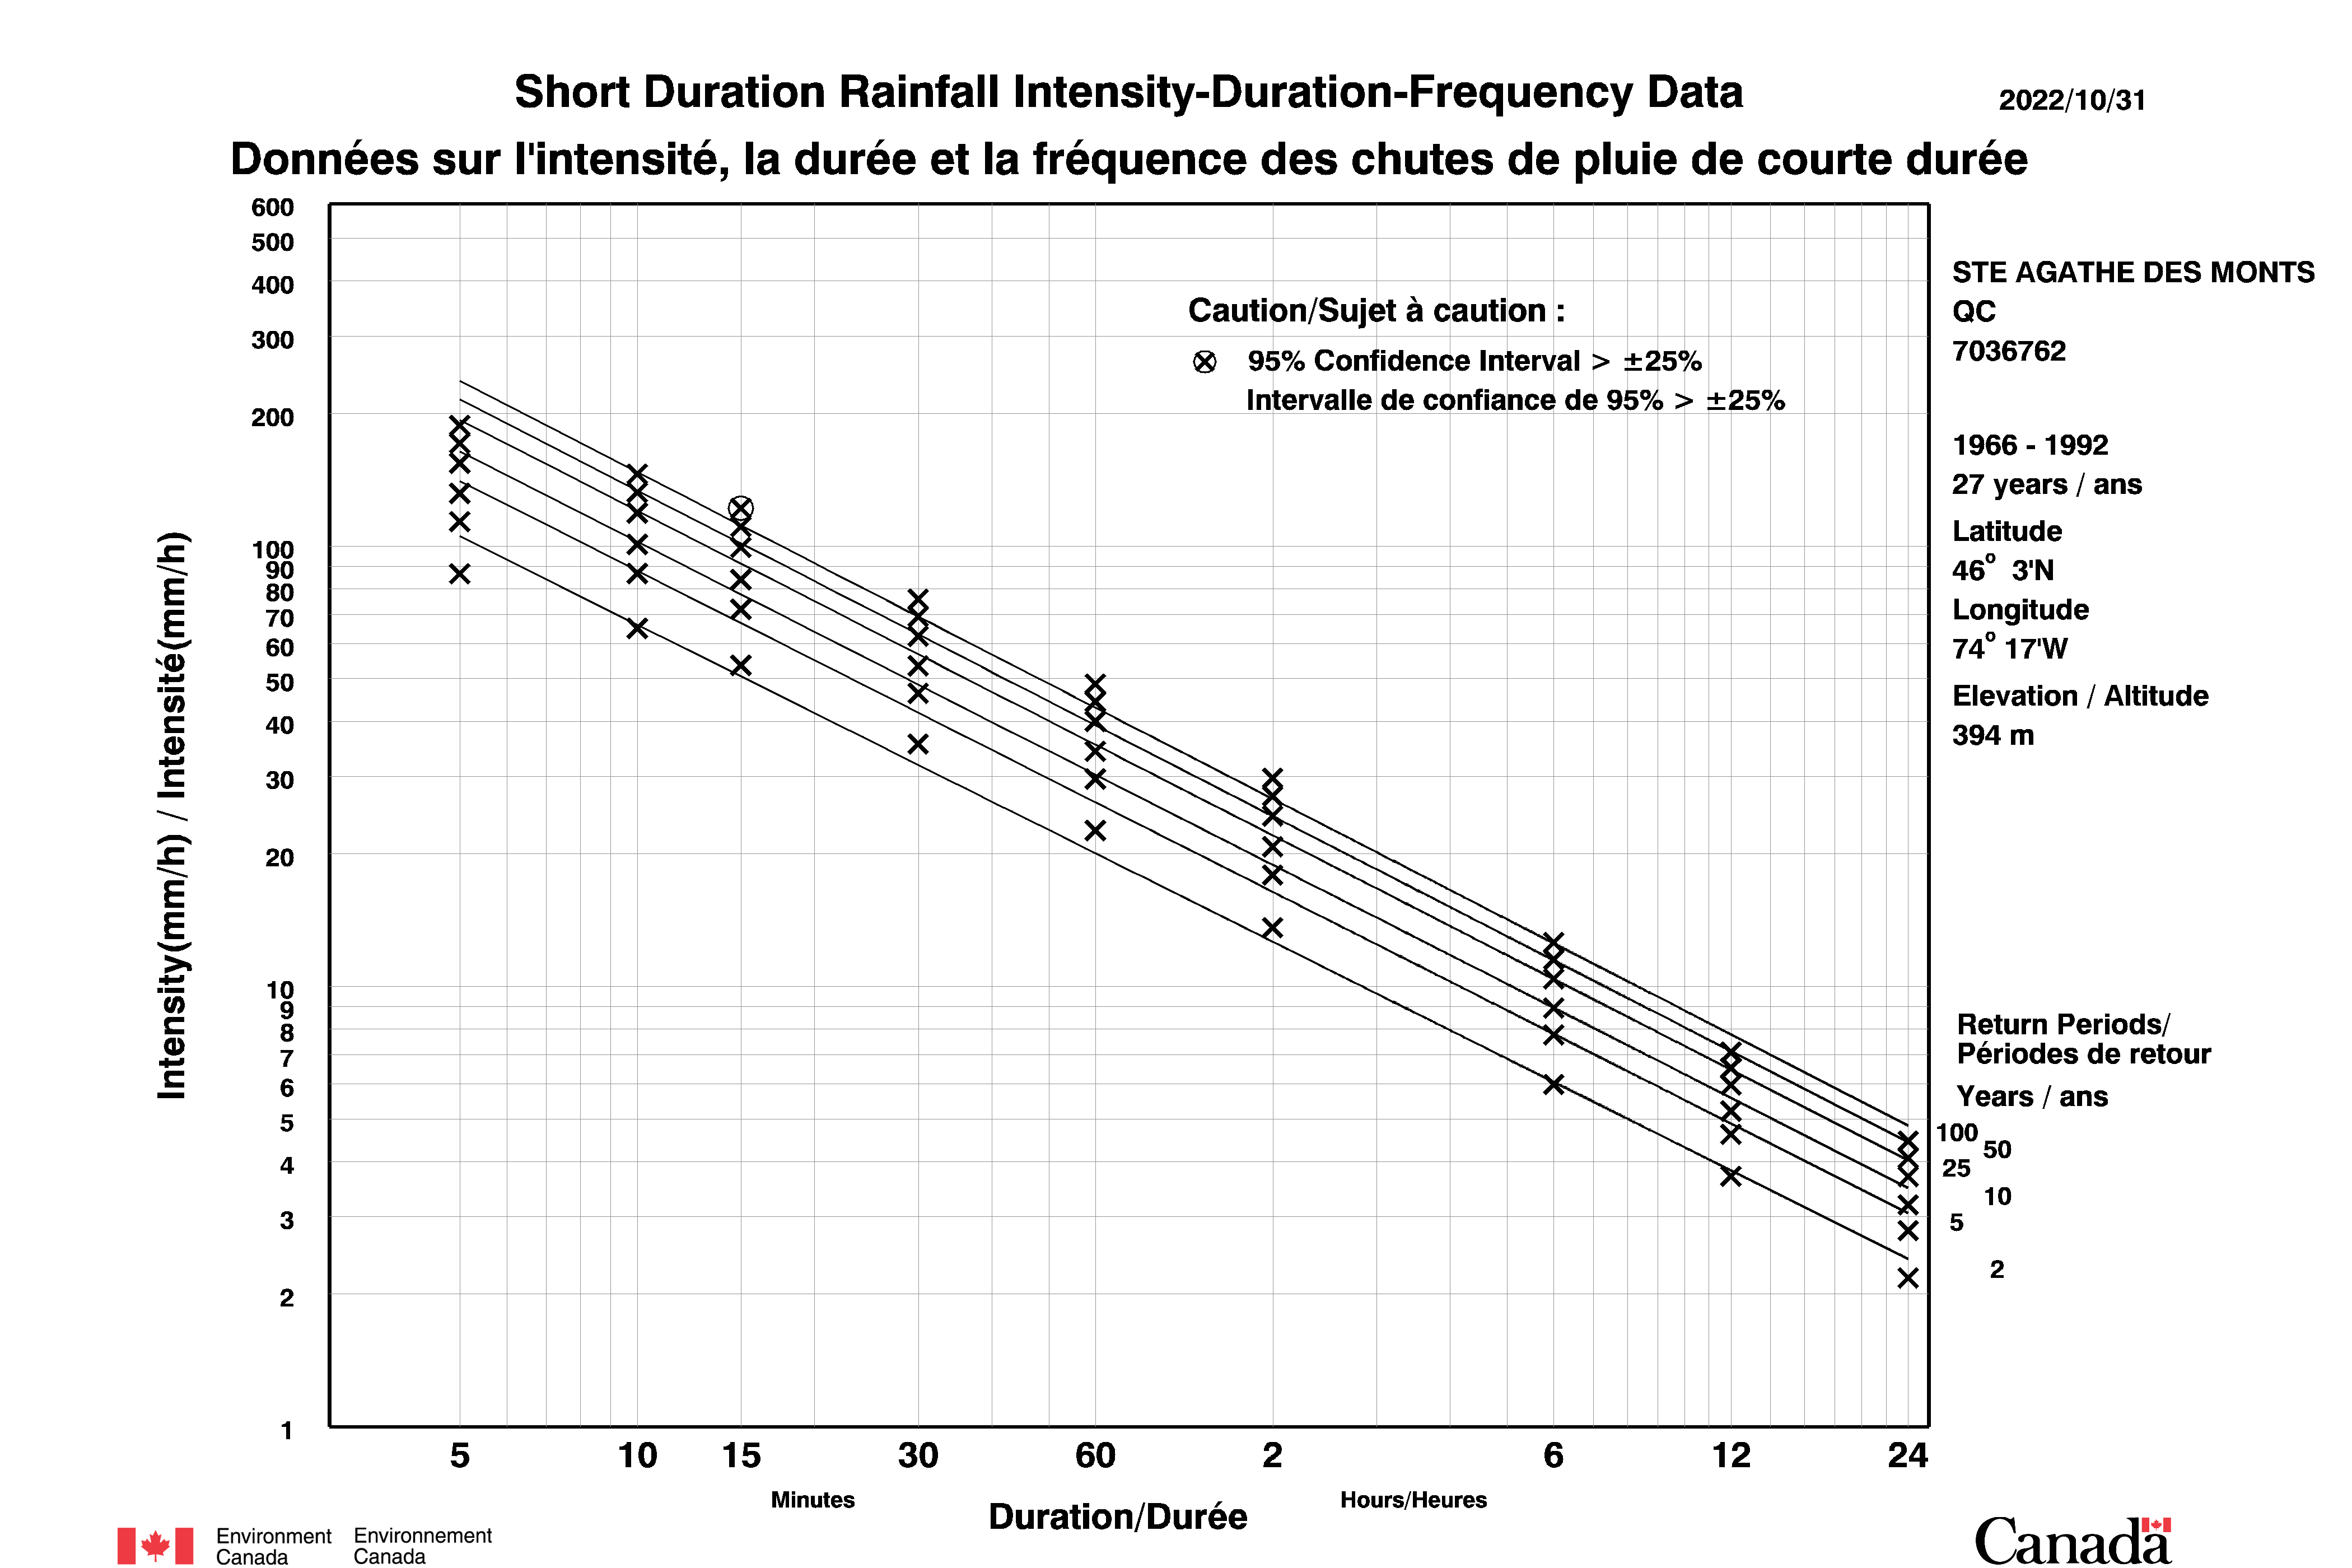 Short Duration Rainfall Intensity-Duration-Frequency Data
2022/10/31
Données sur l'intensité, la durée et la fréquence des chutes de pluie de courte durée
600
500
400
300
200
100
90
80
70
60
50
40
30
20
10
9
8
7
6
5
4
3
2
1
Intensity(mm/h) / Intensité(mm/h)
Caution/Sujet à caution :
95% Confidence Interval > ±25%
Intervalle de confiance de 95% > ±25%
STE AGATHE DES MONTS
QC
7036762
1966 - 1992
27 years / ans
Latitude
46° 3'N
Longitude
74° 17'W
Elevation / Altitude
394 m
Return Periods/
Périodes de retour
Years / ans
100
50
25
10
5
2
5 10 15 30 60 2 6 12 24
Minutes
Hours/Heures
Duration/Durée
Environment Environnement
Canada Canada
Canada